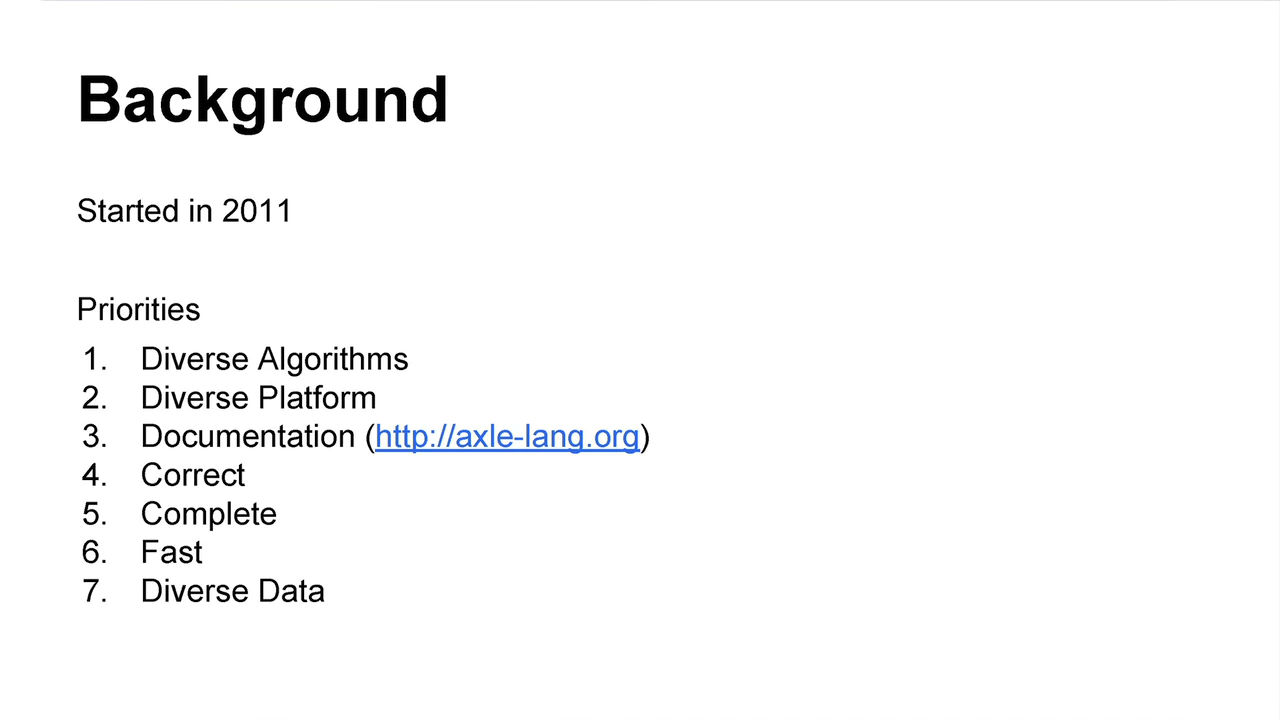 Background
Started in 2011
Priorities
1. Diverse Algorithms
2. Diverse Platform
3. Documentation (http://axle-lang.org)
4. Correct
5. Complete
6. Fast
7. Diverse Data